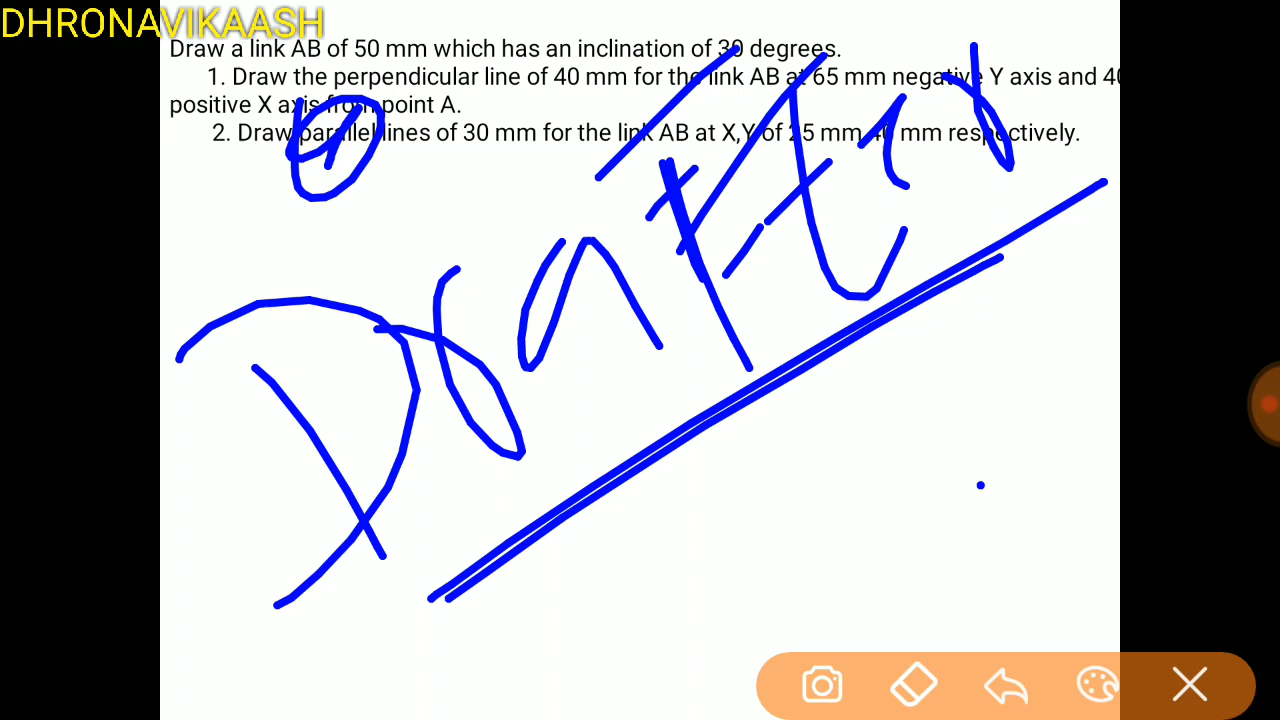 DHRONAVIKAASH
Draw a link AB of 50 mm which has an inclination of 30 degrees.
1. Draw the perpendicular line of 40 mm for the link AB at 65 mm negative Y axis and 40
positive X axis from point A.
2. Draw parallel lines of 30 mm for the link AB at X,Y of 25 mm,40 mm respectively.